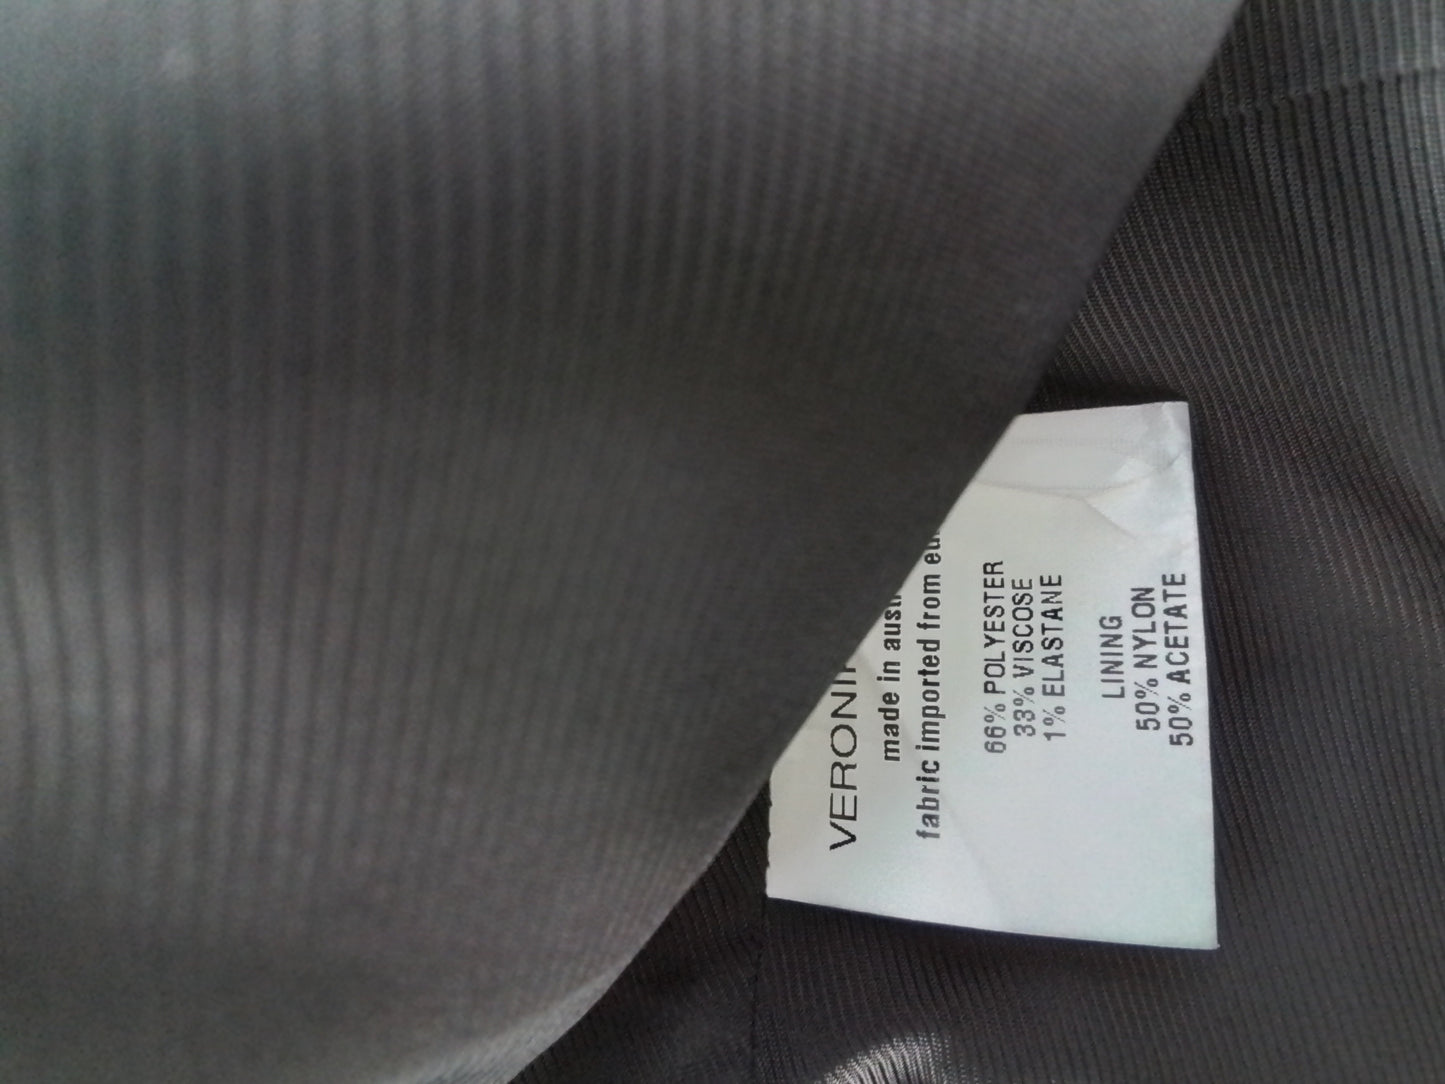 VERONI
made in aust
fabric imported from eu
66% POLYESTER
33% VISCOSE
1% ELASTANE
LINING
50% NYLON
50% ACETATE